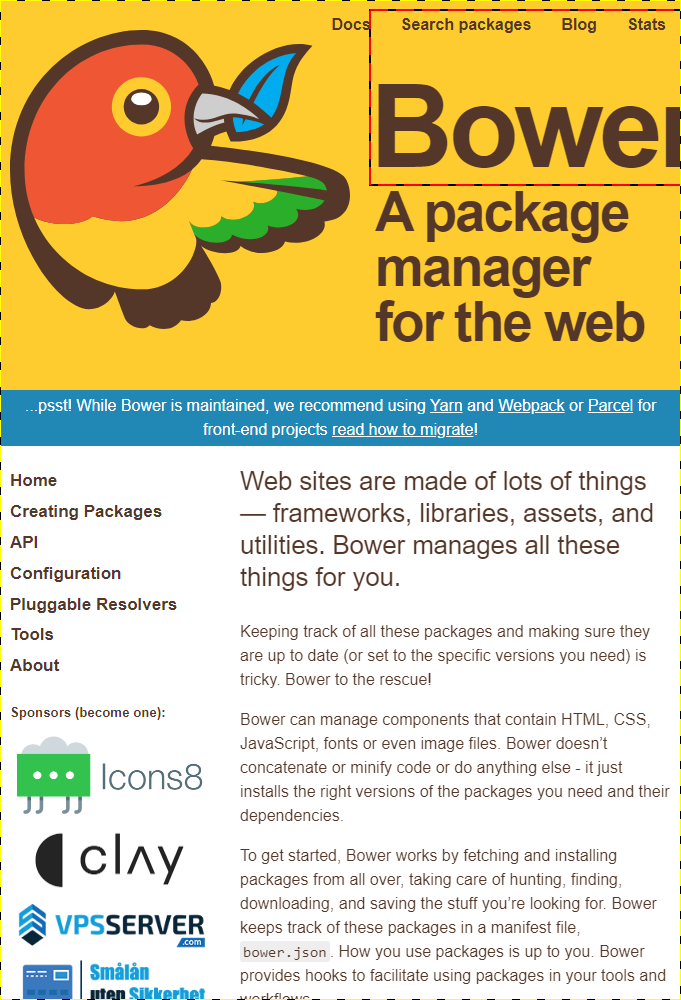 Docs Search packages Blog Stats
Bower
A package
manager
for the web
...psst! While Bower is maintained, we recommend using Yarn and Webpack or Parcel for
front-end projects read how to migrate!
Home
Creating Packages
API
Configuration
Pluggable Resolvers
Tools
About
Sponsors (become one):
Icons8
clay
VPSSERVER
.com
Smålån
uten Sikkerhet
Web sites are made of lots of things
— frameworks, libraries, assets, and
utilities. Bower manages all these
things for you.
Keeping track of all these packages and making sure they
are up to date (or set to the specific versions you need) is
tricky. Bower to the rescue!
Bower can manage components that contain HTML, CSS,
JavaScript, fonts or even image files. Bower doesn’t
concatenate or minify code or do anything else - it just
installs the right versions of the packages you need and their
dependencies.
To get started, Bower works by fetching and installing
packages from all over, taking care of hunting, finding,
downloading, and saving the stuff you’re looking for. Bower
keeps track of these packages in a manifest file,
bower.json. How you use packages is up to you. Bower
provides hooks to facilitate using packages in your tools and
workflows.